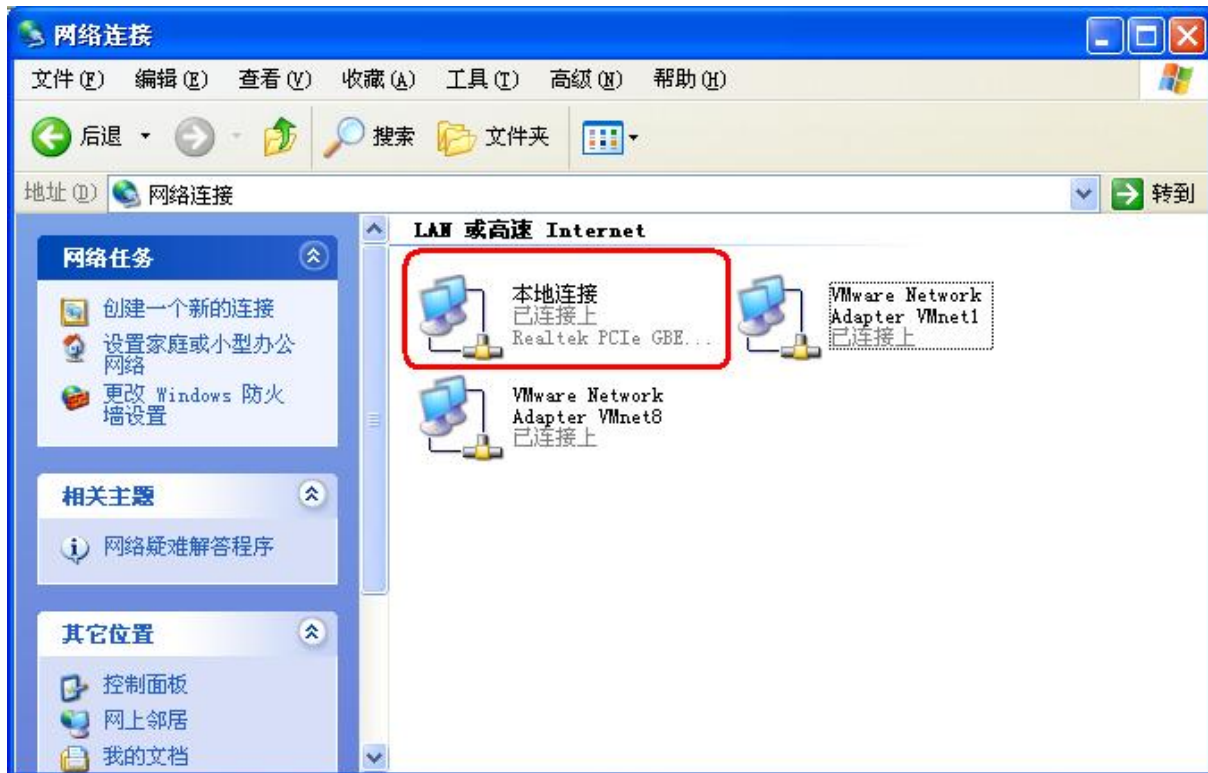 网络连接
文件(F) 编辑(E) 查看(V) 收藏(A) 工具(T) 高级(N) 帮助(H)
后退 搜索 文件夹
地址(D) 网络连接 转到
网络任务
创建一个新的连接
设置家庭或小型办公
网络
更改 Windows 防火
墙设置
相关主题
网络疑难解答程序
其它位置
控制面板
网上邻居
我的文档
LAN 或高速 Internet
本地连接
已连接上
Realtek PCIe GBE...
VMware Network
Adapter VMnet1
已连接上
VMware Network
Adapter VMnet8
已连接上